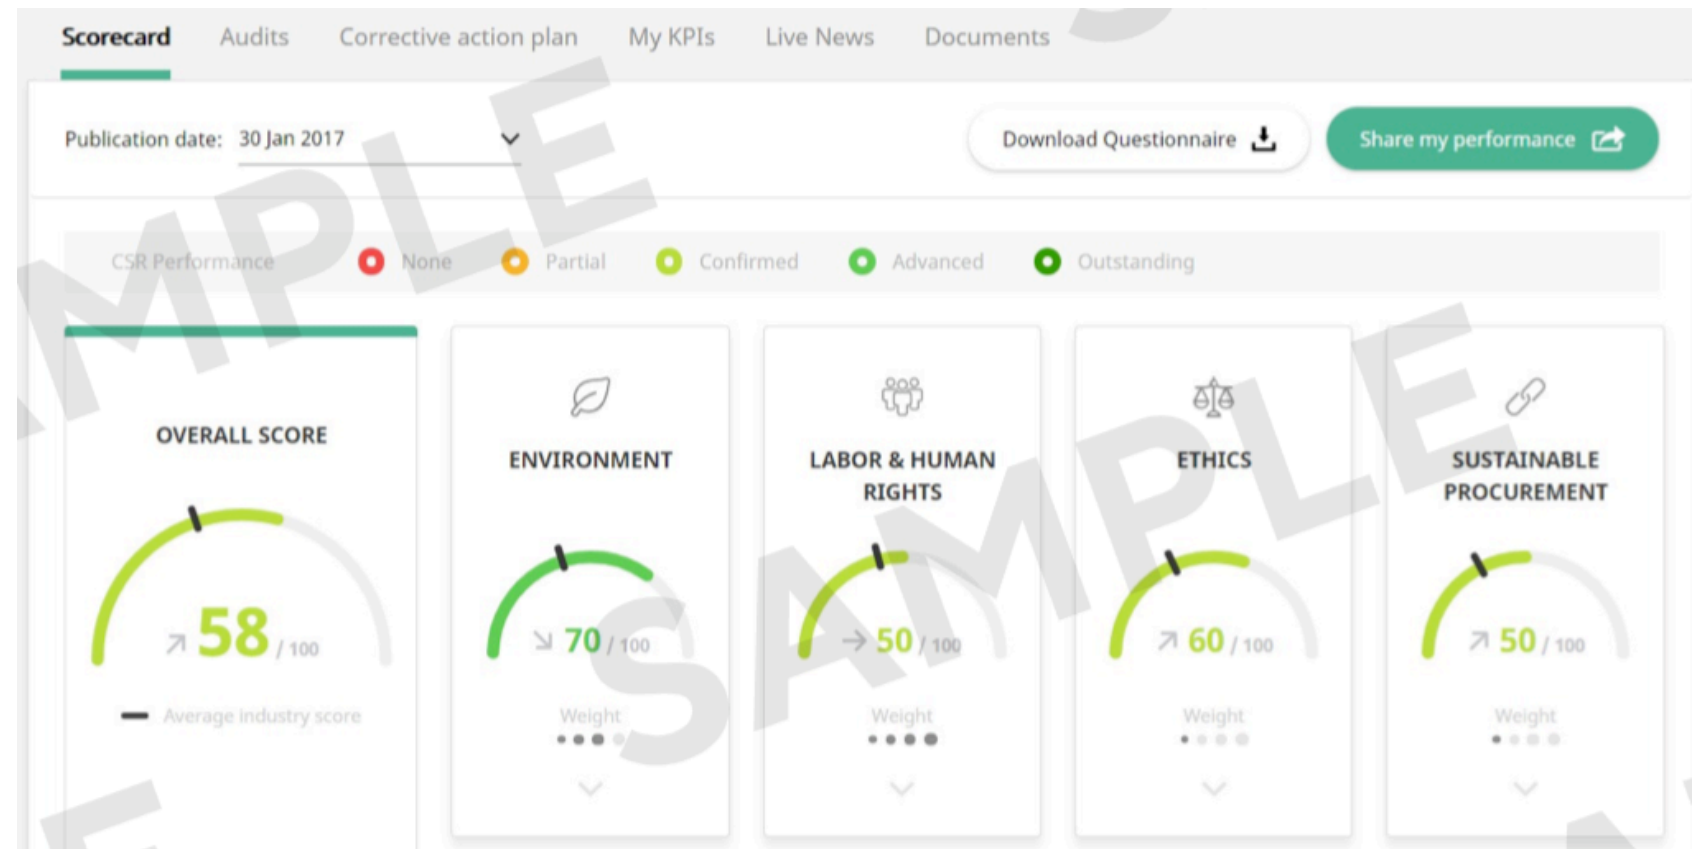 Scorecard Audits Corrective action plan My KPIs Live News Documents
Publication date: 30 Jan 2017
Download Questionnaire
Share my performance
CSR Performance None Partial Confirmed Advanced Outstanding
OVERALL SCORE
58 / 100
Average industry score
ENVIRONMENT
70 / 100
Weight
LABOR & HUMAN
RIGHTS
50 / 100
Weight
ETHICS
60 / 100
Weight
SUSTAINABLE
PROCUREMENT
50 / 100
Weight
SAMPLE
SAMPLE